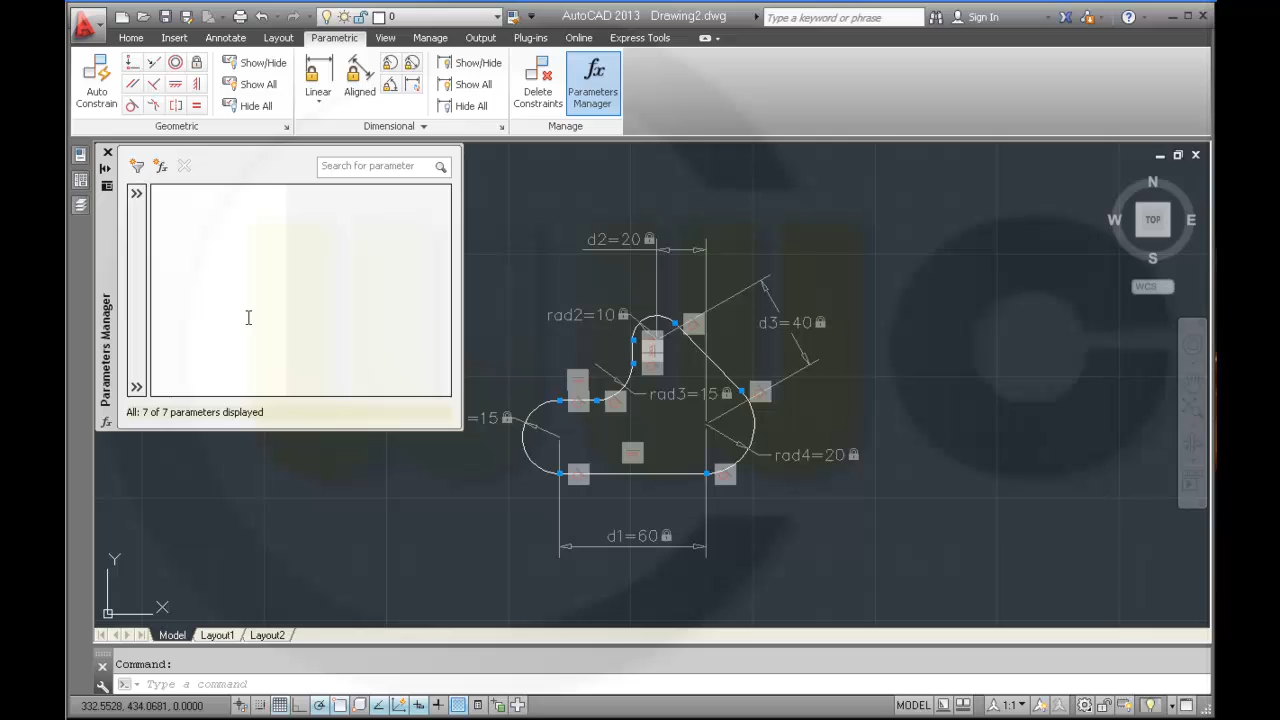 AutoCAD 2013 Drawing2.dwg
0
Type a keyword or phrase
Sign In
Home Insert Annotate Layout Parametric View Manage Output Plug-ins Online Express Tools
Auto Constrain
Show/Hide
Show All
Hide All
Geometric
Linear
Aligned
Show/Hide
Show All
Hide All
Dimensional
Delete Constraints
fx
Parameters Manager
Manage
Search for parameter
Parameters Manager
All: 7 of 7 parameters displayed
N
W TOP E
S
WCS
d2=20
rad2=10
d3=40
rad3=15
=15
rad4=20
d1=60
Y
X
Model Layout1 Layout2
Command:
Type a command
332.5528, 434.0681, 0.0000
MODEL
1:1